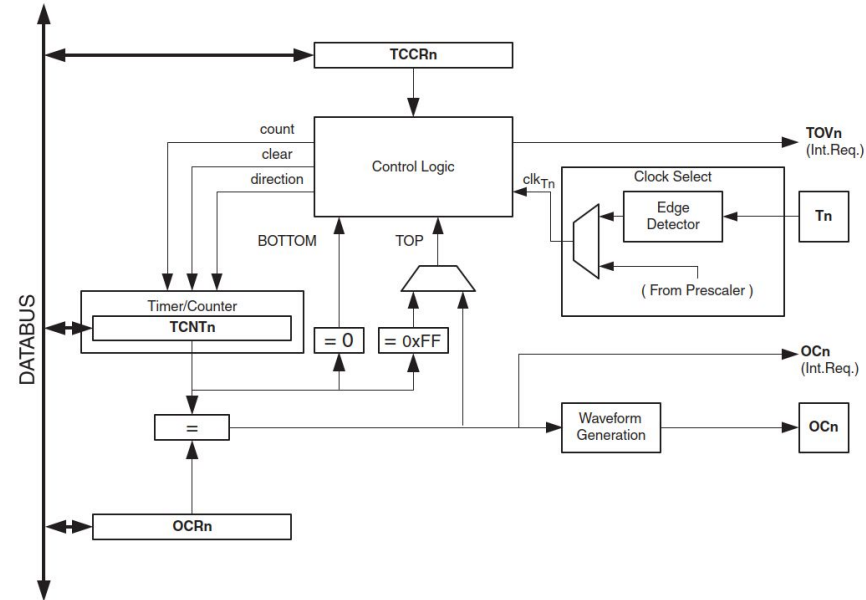 TCCRn
count
clear
direction
Control Logic
TOVn
(Int.Req.)
clkTn
Clock Select
Edge
Detector
Tn
( From Prescaler )
BOTTOM
TOP
Timer/Counter
TCNTn
= 0
= 0xFF
DATABUS
=
OCn
(Int.Req.)
Waveform
Generation
OCn
OCRn